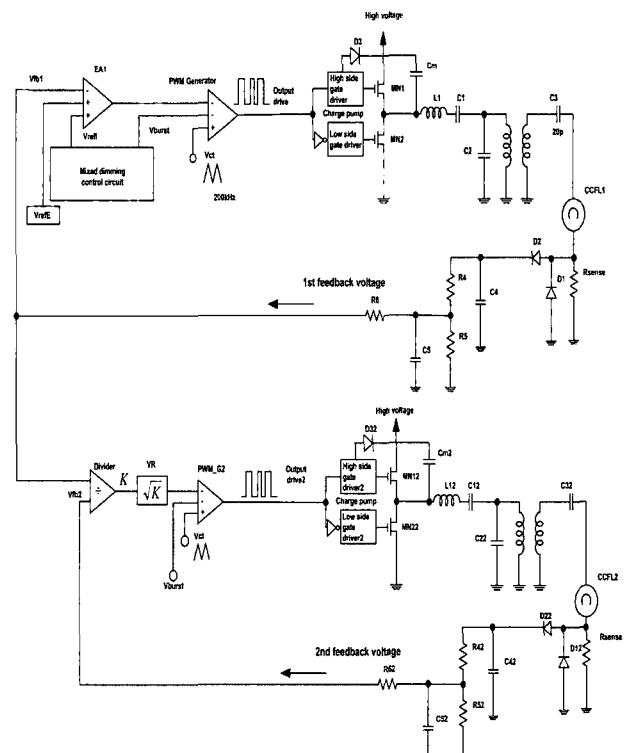 High voltage
D3
Cm
EA1
Vfb1
PWM Generator
Output drive
High side gate driver
MN1
Charge pump
L1
C1
C3
20p
Low side gate driver
MN2
C2
Vburst
Mixed dimming control circuit
Vct
200kHz
VrefE
CCFL1
D2
D1
Rsense
1st feedback voltage
R4
C4
R5
C5
High voltage
D32
Cm2
Divider
K
VR
√K
PWM_G2
Output drive2
High side gate driver2
MN12
Charge pump
L12
C12
C32
Vfb2
Low side gate driver2
MN22
C22
Vct
Vburst
CCFL2
D22
D12
Rsense
2nd feedback voltage
R42
C42
R62
R52
C52